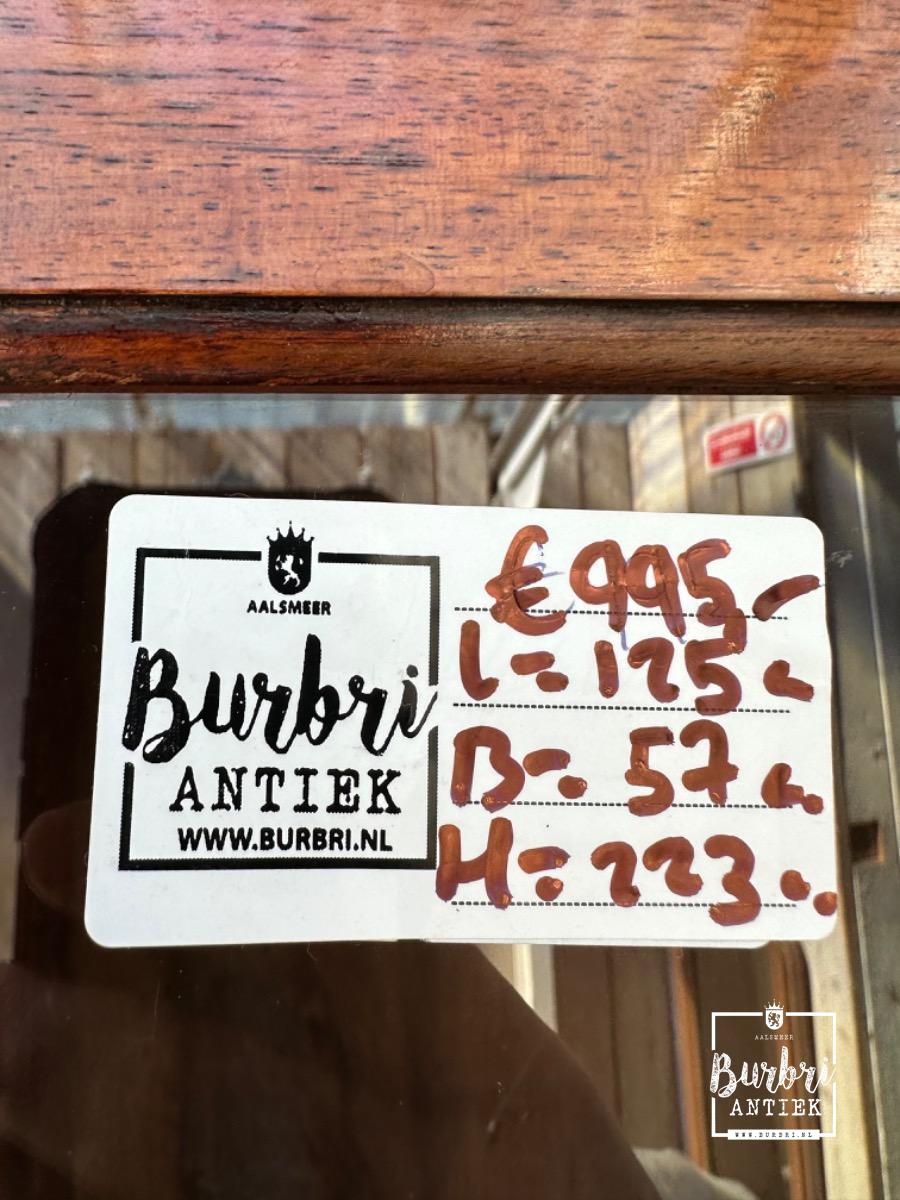 AALSMEER
Burbri
ANTIEK
WWW.BURBRI.NL
€ 995,-
l = 125
B = 57
H = 223
AALSMEER
Burbri
ANTIEK
WWW.BURBRI.NL